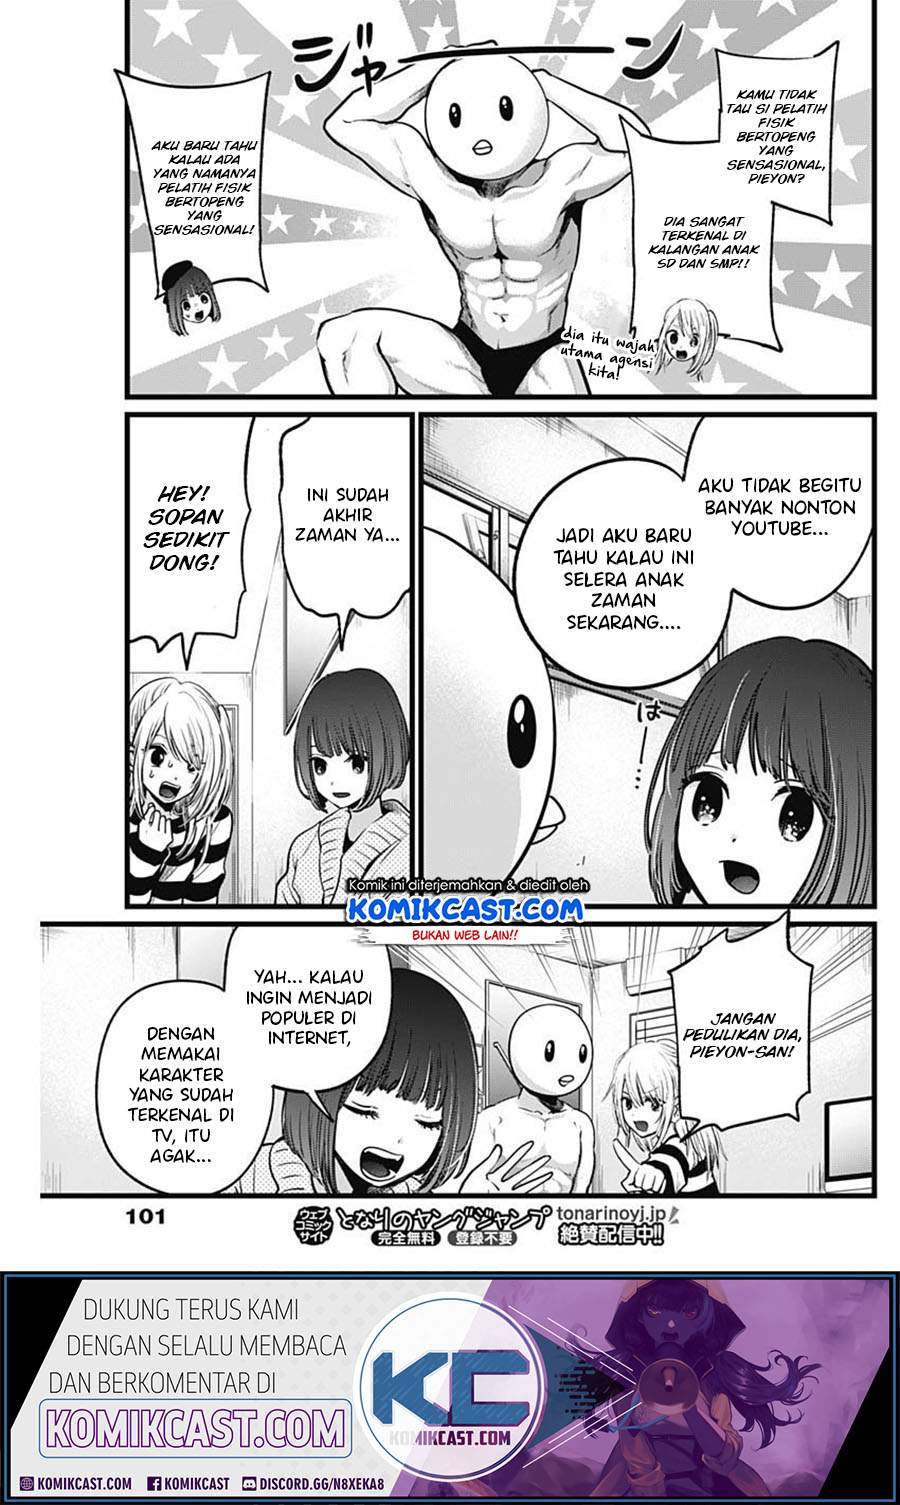 ジャーン
KAMU TIDAK
TAU SI PELATIH
FISIK
BERTOPENG
YANG
SENSASIONAL,
PIEYON?
DIA SANGAT
TERKENAL DI
KALANGAN ANAK
SD DAN SMP!!
dia itu wajah
utama agensi
kita!
AKU BARU TAHU
KALAU ADA
YANG NAMANYA
PELATIH FISIK
BERTOPENG
YANG
SENSASIONAL!
AKU TIDAK BEGITU
BANYAK NONTON
YOUTUBE...
JADI AKU BARU
TAHU KALAU INI
SELERA ANAK
ZAMAN
SEKARANG....
は…
INI SUDAH
AKHIR
ZAMAN YA...
HEY!
SOPAN
SEDIKIT
DONG!
Komik ini diterjemahkan & diedit oleh
KOMIKCAST.COM
BUKAN WEB LAIN!!
JANGAN
PEDULIKAN DIA,
PIEYON-SAN!
YAH... KALAU
INGIN MENJADI
POPULER DI
INTERNET,
DENGAN
MEMAKAI
KARAKTER
YANG SUDAH
TERKENAL DI
TV, ITU
AGAK...
101
ウェブ
コミック
サイト
となりのヤングジャンプ
完全無料 登録不要
tonarinoyj.jp
絶賛配信中!!
DUKUNG TERUS KAMI
DENGAN SELALU MEMBACA
DAN BERKOMENTAR DI
KOMIKCAST.COM
KC
KOMIKCAST.COM
KOMIKCAST.COM KOMIKCAST DISCORD.GG/N8XEKA8